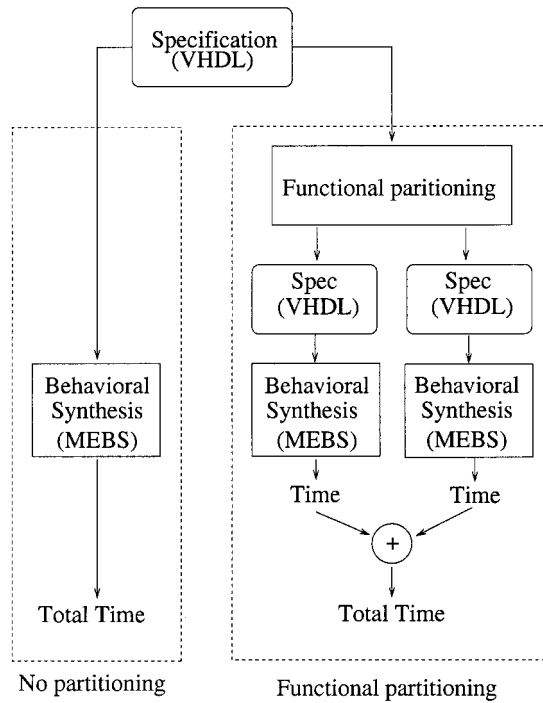 Specification
(VHDL)
Functional paritioning
Spec
(VHDL)
Spec
(VHDL)
Behavioral
Synthesis
(MEBS)
Behavioral
Synthesis
(MEBS)
Behavioral
Synthesis
(MEBS)
Time
Time
+
Total Time
Total Time
No partitioning
Functional partitioning